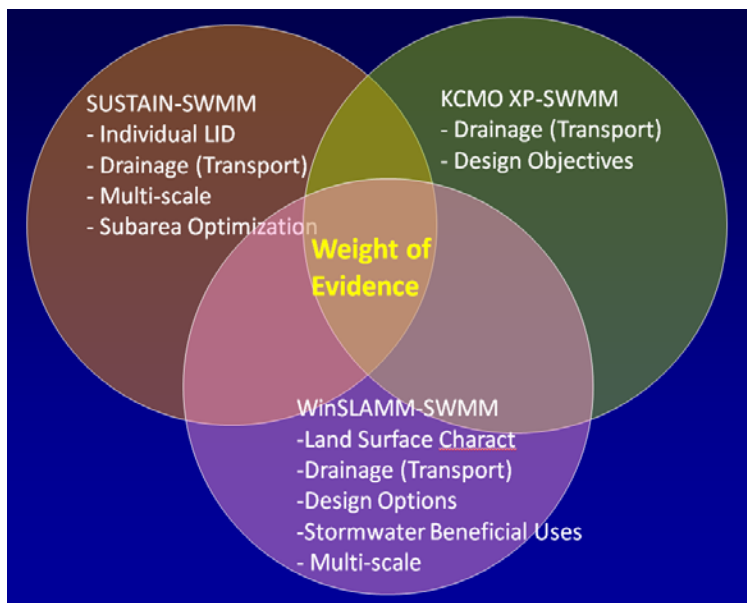 SUSTAIN-SWMM
- Individual LID
- Drainage (Transport)
- Multi-scale
- Subarea Optimization
KCMO XP-SWMM
- Drainage (Transport)
- Design Objectives
Weight of
Evidence
WinSLAMM-SWMM
-Land Surface Charact
-Drainage (Transport)
-Design Options
-Stormwater Beneficial Uses
- Multi-scale